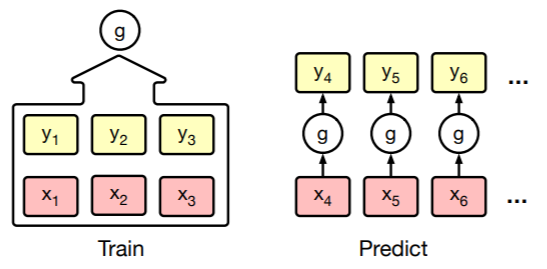 g
y1 y2 y3
x1 x2 x3
Train
y4 y5 y6 ...
g g g
x4 x5 x6 ...
Predict